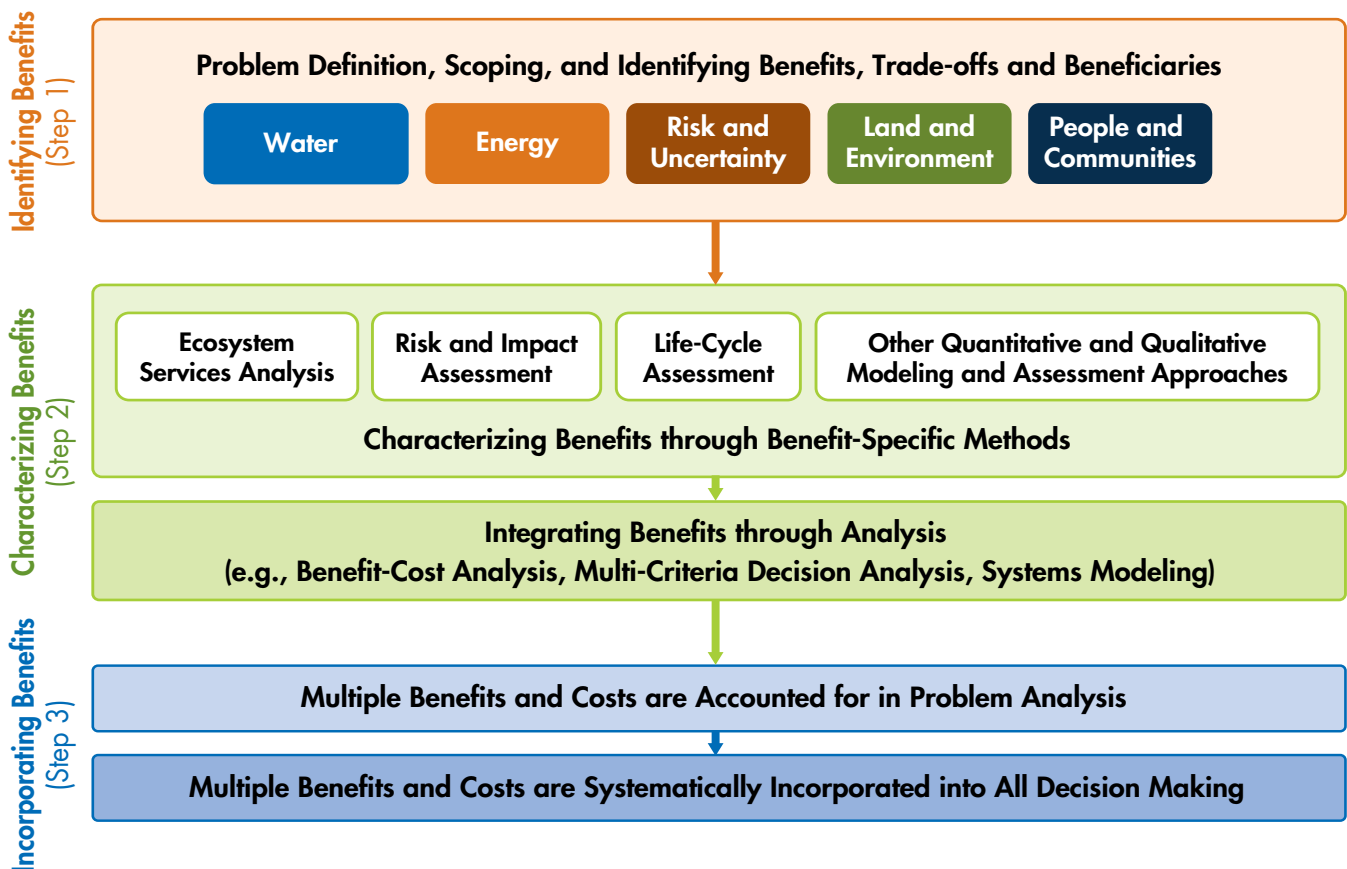 Identifying Benefits
(Step 1)
Problem Definition, Scoping, and Identifying Benefits, Trade-offs and Beneficiaries
Water
Energy
Risk and
Uncertainty
Land and
Environment
People and
Communities
Characterizing Benefits
(Step 2)
Ecosystem
Services Analysis
Risk and Impact
Assessment
Life-Cycle
Assessment
Other Quantitative and Qualitative
Modeling and Assessment Approaches
Characterizing Benefits through Benefit-Specific Methods
Integrating Benefits through Analysis
(e.g., Benefit-Cost Analysis, Multi-Criteria Decision Analysis, Systems Modeling)
Incorporating Benefits
(Step 3)
Multiple Benefits and Costs are Accounted for in Problem Analysis
Multiple Benefits and Costs are Systematically Incorporated into All Decision Making